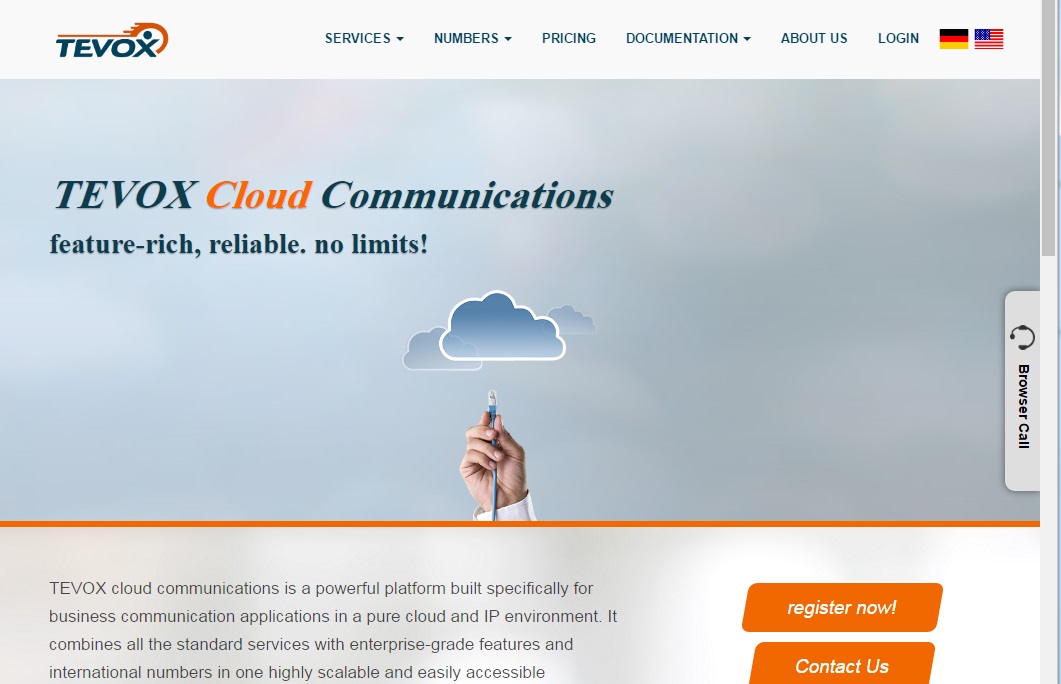 TEVOX
SERVICES NUMBERS PRICING DOCUMENTATION ABOUT US LOGIN
TEVOX Cloud Communications
feature-rich, reliable. no limits!
Browser Call
TEVOX cloud communications is a powerful platform built specifically for
business communication applications in a pure cloud and IP environment. It
combines all the standard services with enterprise-grade features and
international numbers in one highly scalable and easily accessible
register now!
Contact Us